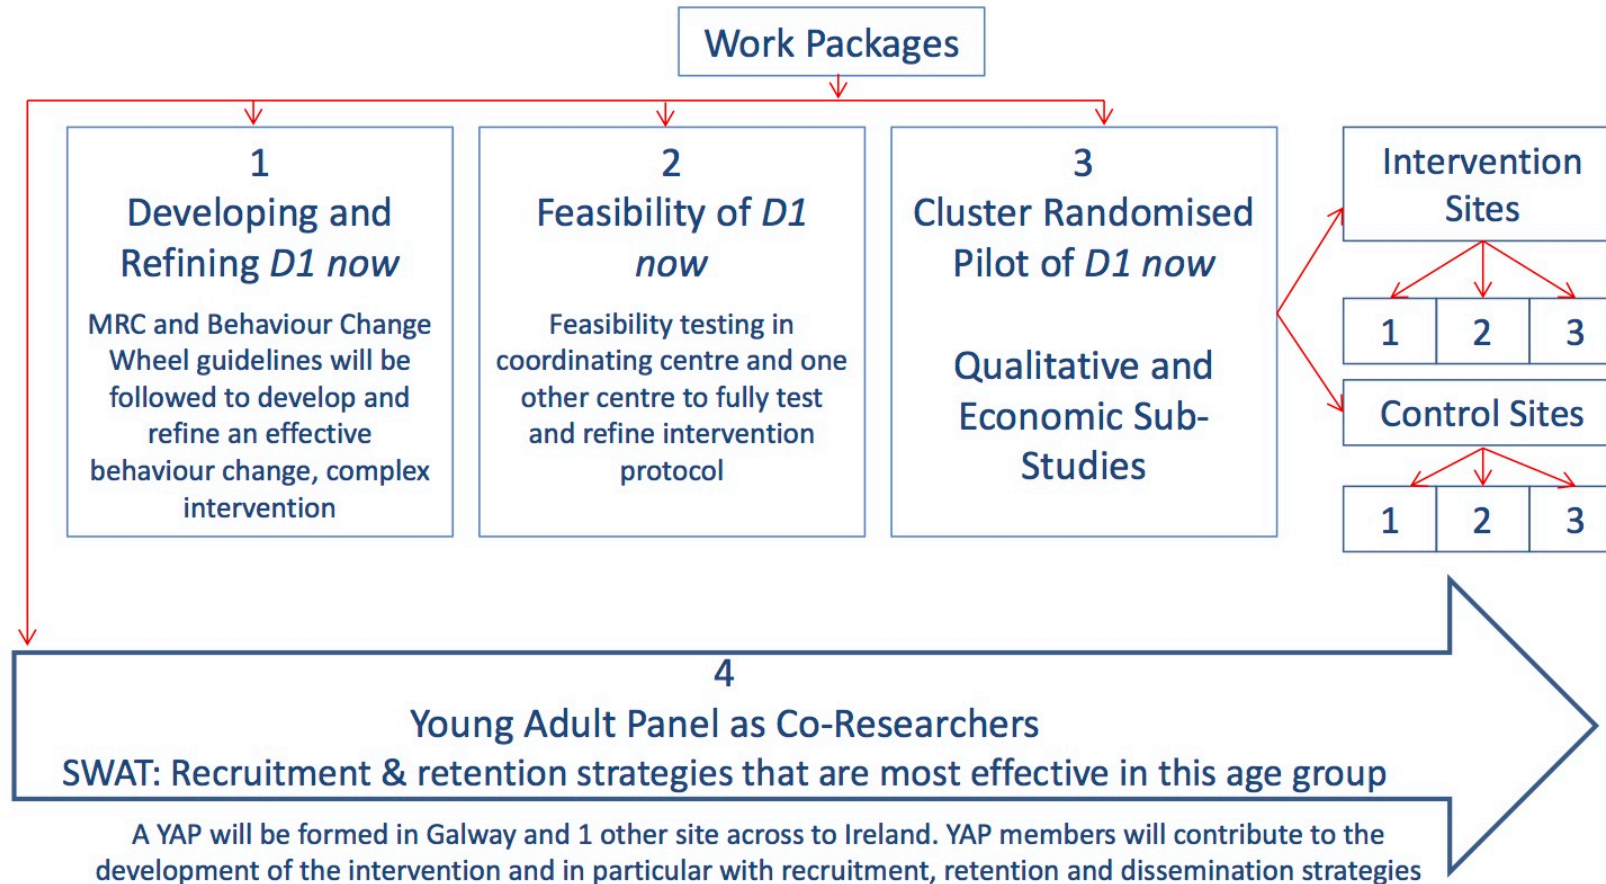 Work Packages
1
Developing and
Refining D1 now
MRC and Behaviour Change
Wheel guidelines will be
followed to develop and
refine an effective
behaviour change, complex
intervention
2
Feasibility of D1
now
Feasibility testing in
coordinating centre and one
other centre to fully test
and refine intervention
protocol
3
Cluster Randomised
Pilot of D1 now
Qualitative and
Economic Sub-
Studies
Intervention
Sites
1 2 3
Control Sites
1 2 3
4
Young Adult Panel as Co-Researchers
SWAT: Recruitment & retention strategies that are most effective in this age group
A YAP will be formed in Galway and 1 other site across to Ireland. YAP members will contribute to the
development of the intervention and in particular with recruitment, retention and dissemination strategies